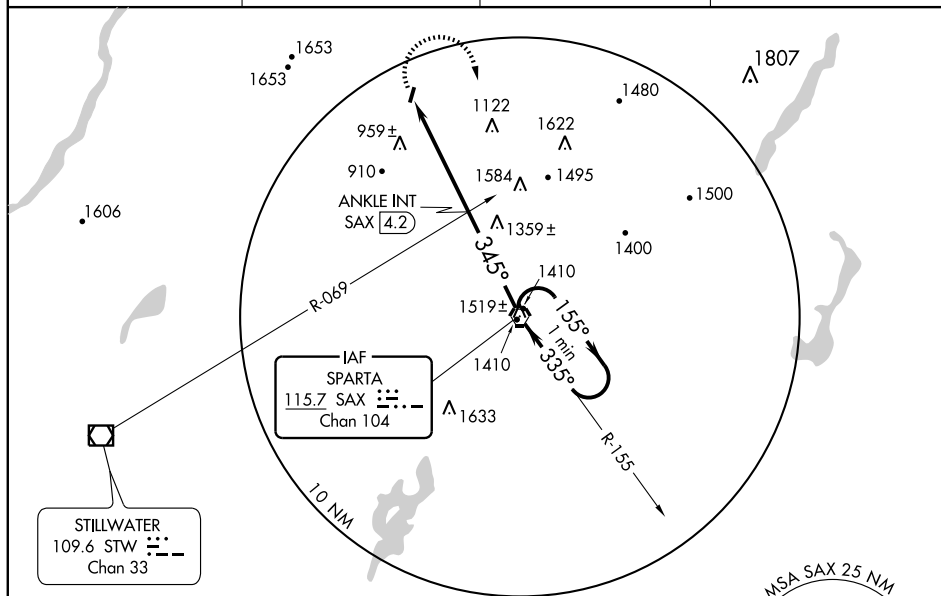 1653
1653
1807
1480
1122
1622
959±
910
1584
1495
ANKLE INT
SAX 4.2
1606
1500
1359±
1400
345°
R-069
1410
1519±
155°
1 min
335°
1410
IAF
SPARTA
115.7 SAX
Chan 104
1633
R-155
10 NM
STILLWATER
109.6 STW
Chan 33
MSA SAX 25 NM